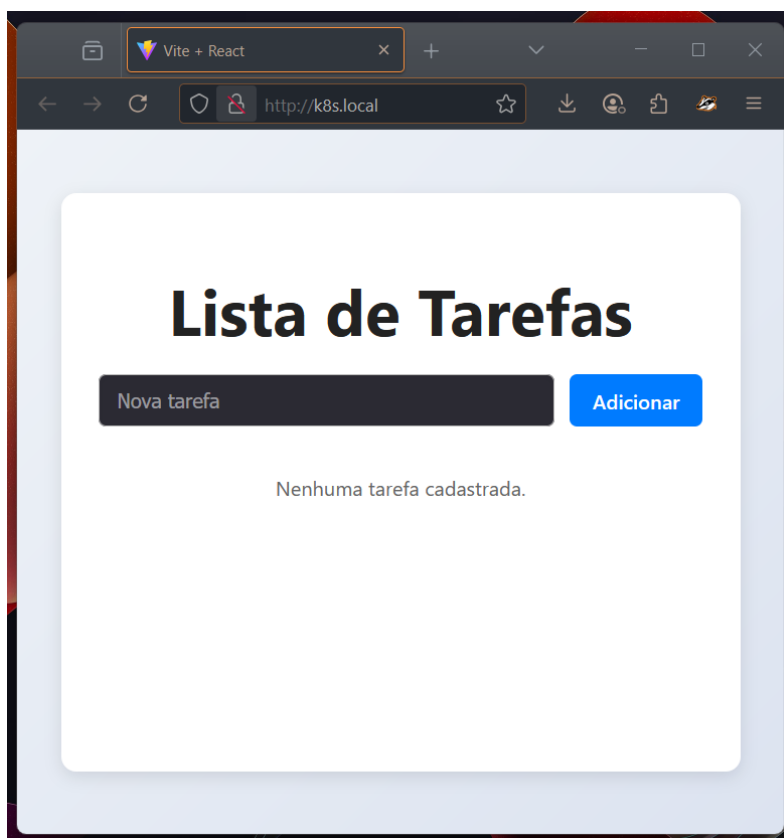 Vite + React
http://k8s.local
Lista de Tarefas
Nova tarefa
Adicionar
Nenhuma tarefa cadastrada.